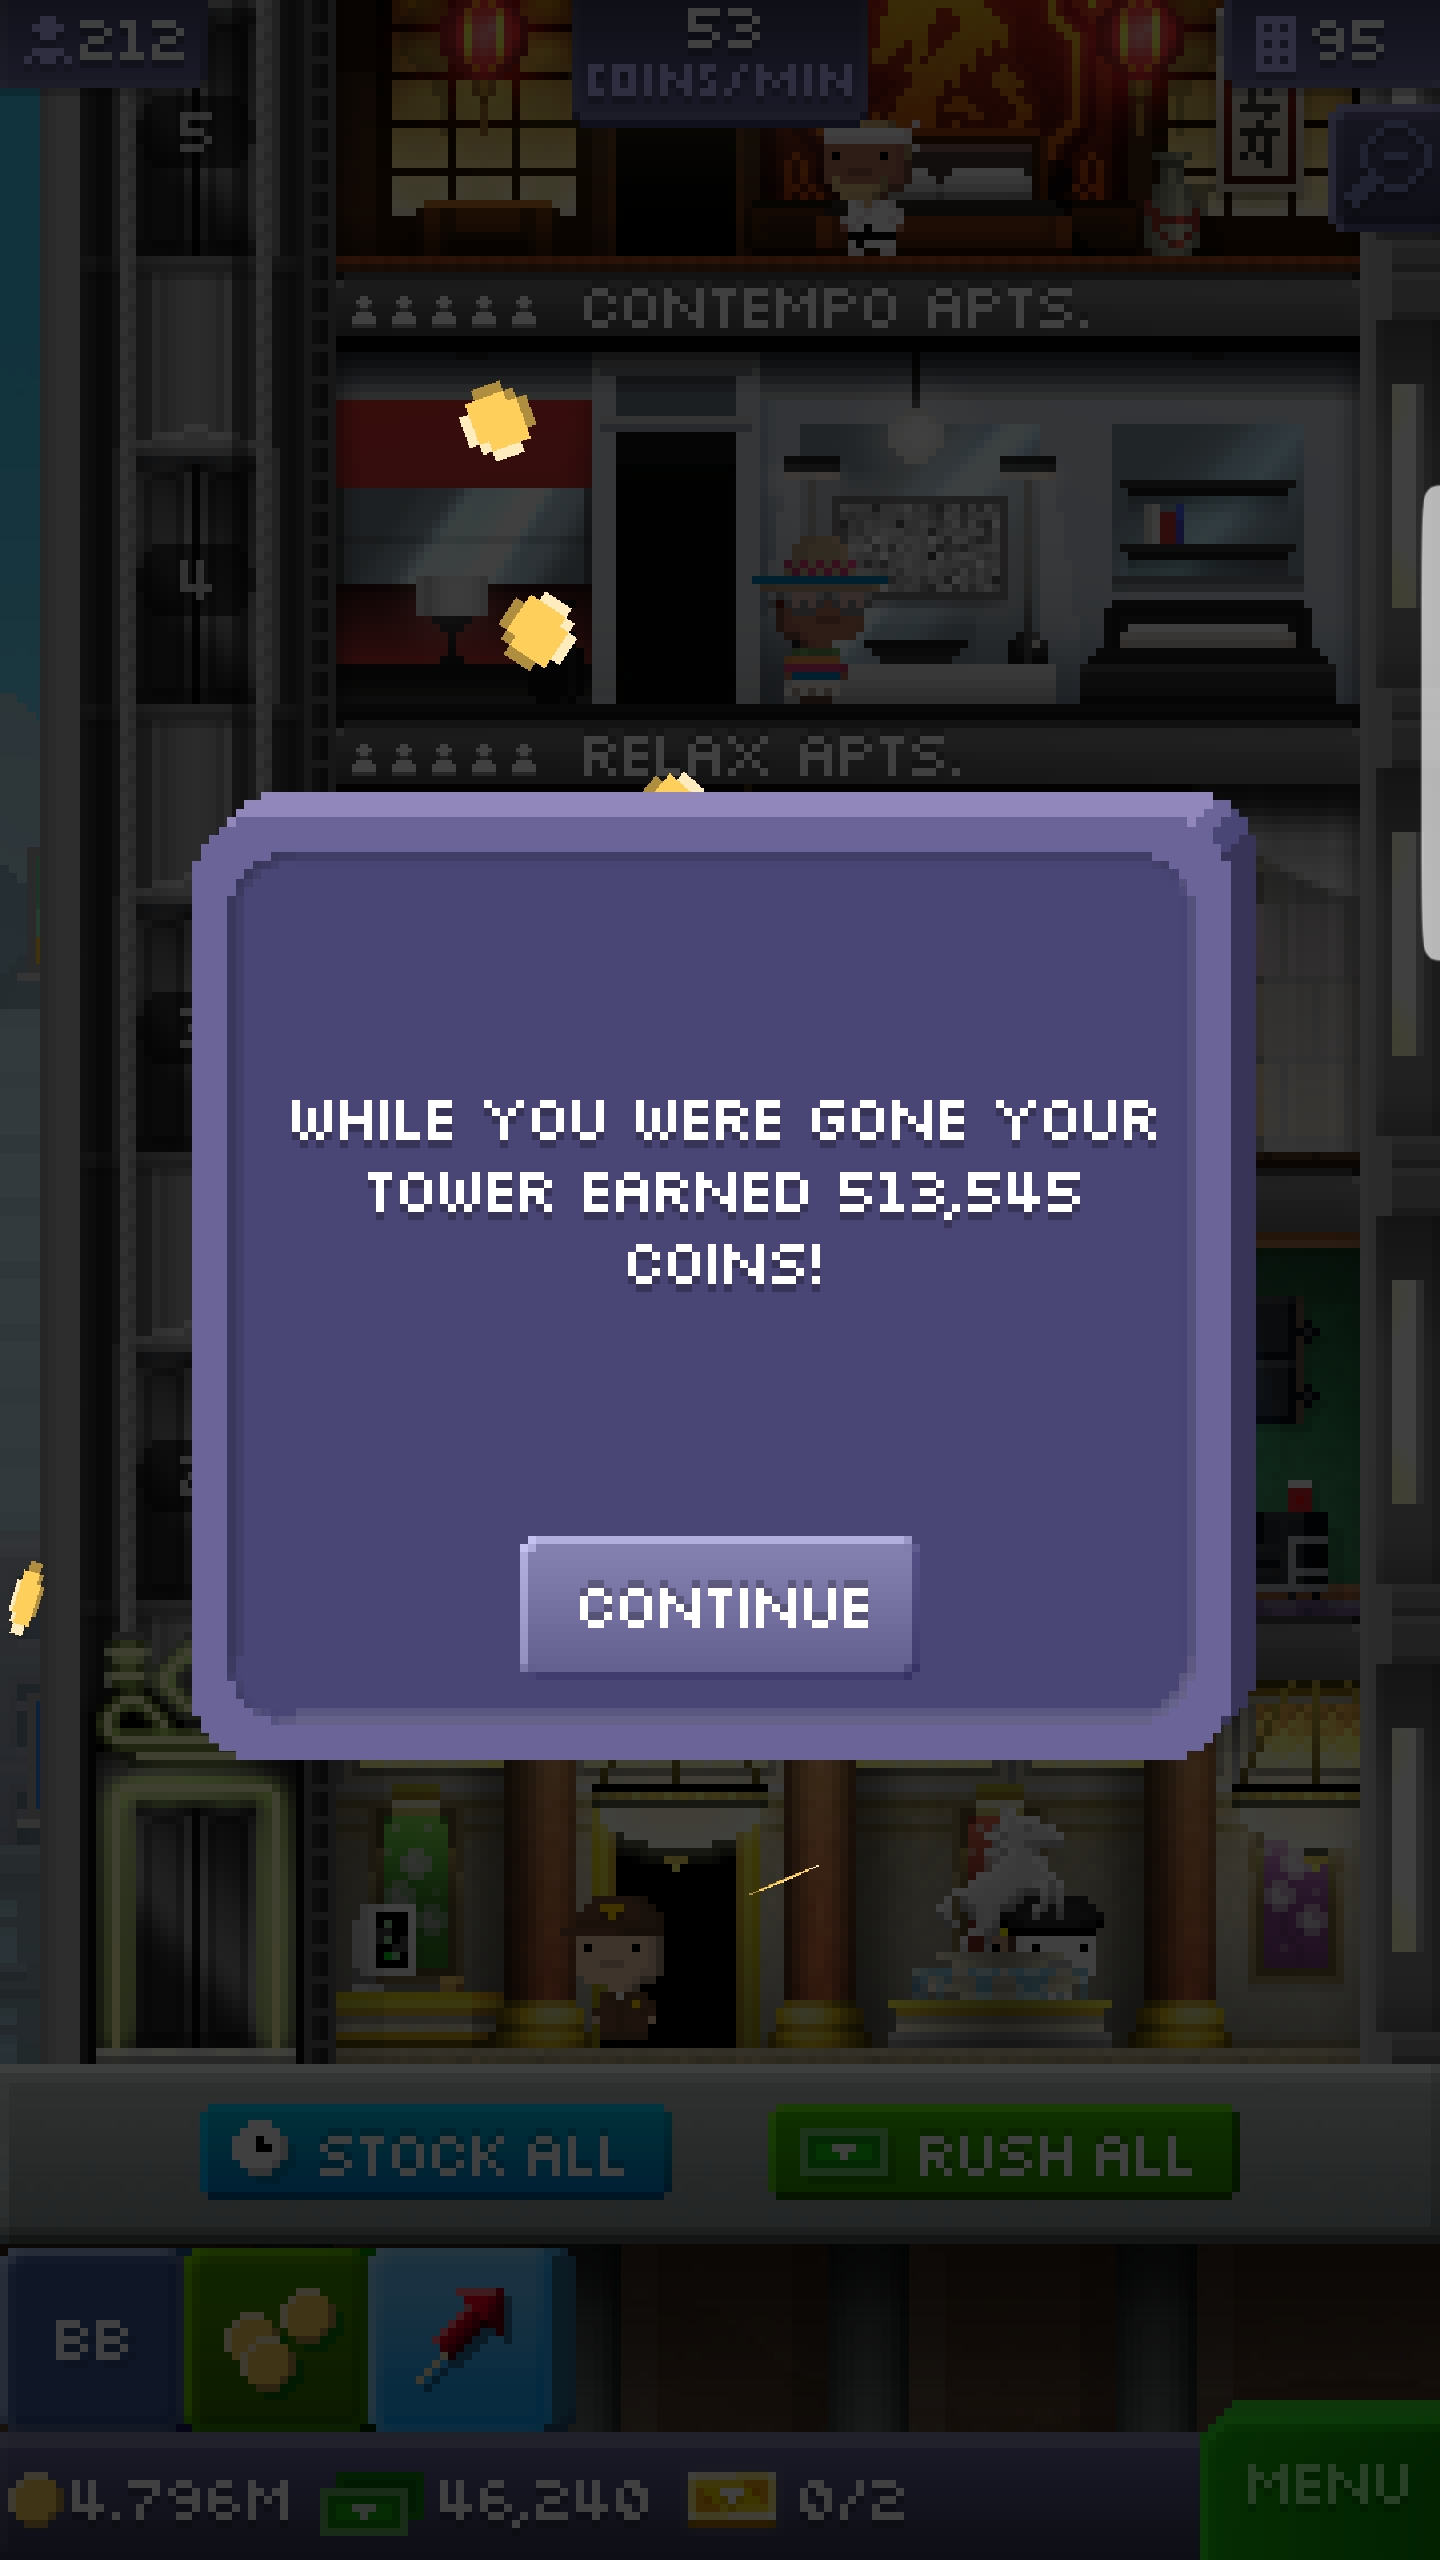 212
53
COINS/MIN
95
5
CONTEMPO APTS.
4
RELAX APTS.
WHILE YOU WERE GONE YOUR
TOWER EARNED 513,545
COINS!
CONTINUE
STOCK ALL
RUSH ALL
BB
4.796M
46,240
0/2
MENU